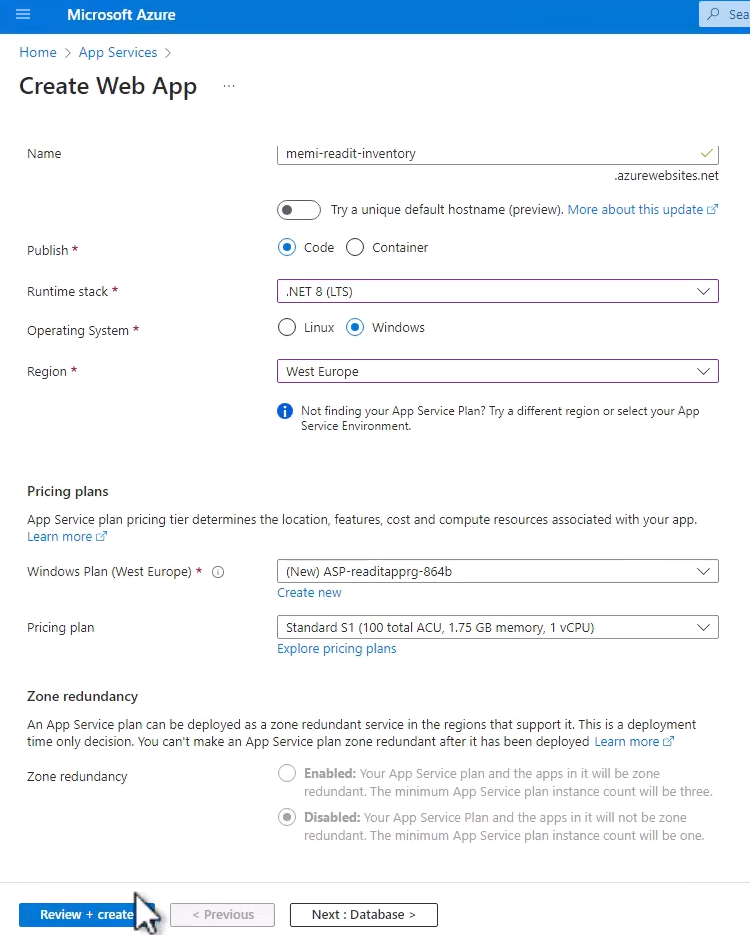 Microsoft Azure
Sea
Home > App Services >
Create Web App ...
Name
memi-readit-inventory
.azurewebsites.net
Try a unique default hostname (preview). More about this update
Publish *
Code
Container
Runtime stack *
.NET 8 (LTS)
Operating System *
Linux
Windows
Region *
West Europe
Not finding your App Service Plan? Try a different region or select your App
Service Environment.
Pricing plans
App Service plan pricing tier determines the location, features, cost and compute resources associated with your app.
Learn more
Windows Plan (West Europe) *
(New) ASP-readitapprg-864b
Create new
Pricing plan
Standard S1 (100 total ACU, 1.75 GB memory, 1 vCPU)
Explore pricing plans
Zone redundancy
An App Service plan can be deployed as a zone redundant service in the regions that support it. This is a deployment
time only decision. You can't make an App Service plan zone redundant after it has been deployed Learn more
Zone redundancy
Enabled: Your App Service plan and the apps in it will be zone
redundant. The minimum App Service plan instance count will be three.
Disabled: Your App Service Plan and the apps in it will not be zone
redundant. The minimum App Service plan instance count will be one.
Review + create
< Previous
Next : Database >